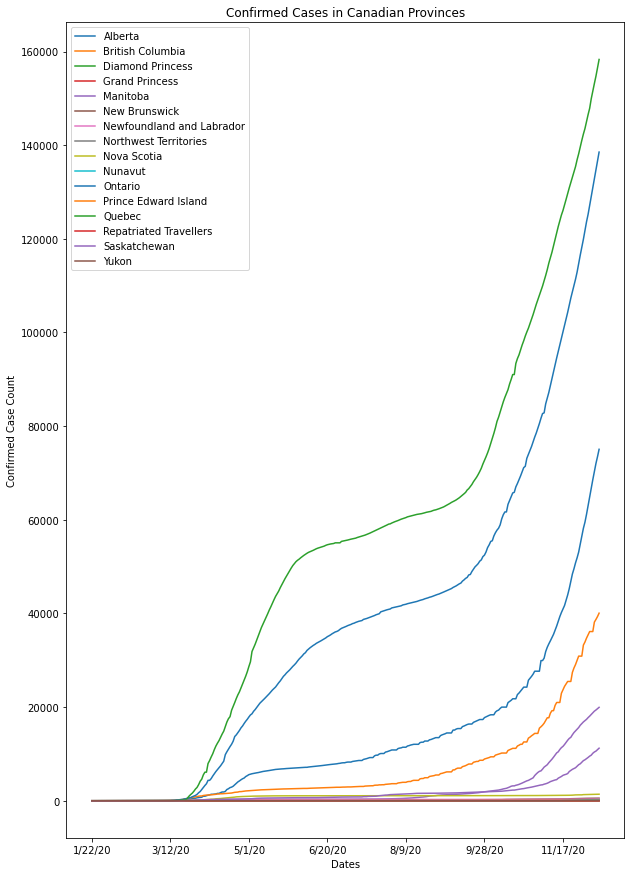 Confirmed Cases in Canadian Provinces
Alberta
British Columbia
Diamond Princess
Grand Princess
Manitoba
New Brunswick
Newfoundland and Labrador
Northwest Territories
Nova Scotia
Nunavut
Ontario
Prince Edward Island
Quebec
Repatriated Travellers
Saskatchewan
Yukon
160000
140000
120000
100000
80000
60000
40000
20000
0
Confirmed Case Count
1/22/20 3/12/20 5/1/20 6/20/20 8/9/20 9/28/20 11/17/20
Dates